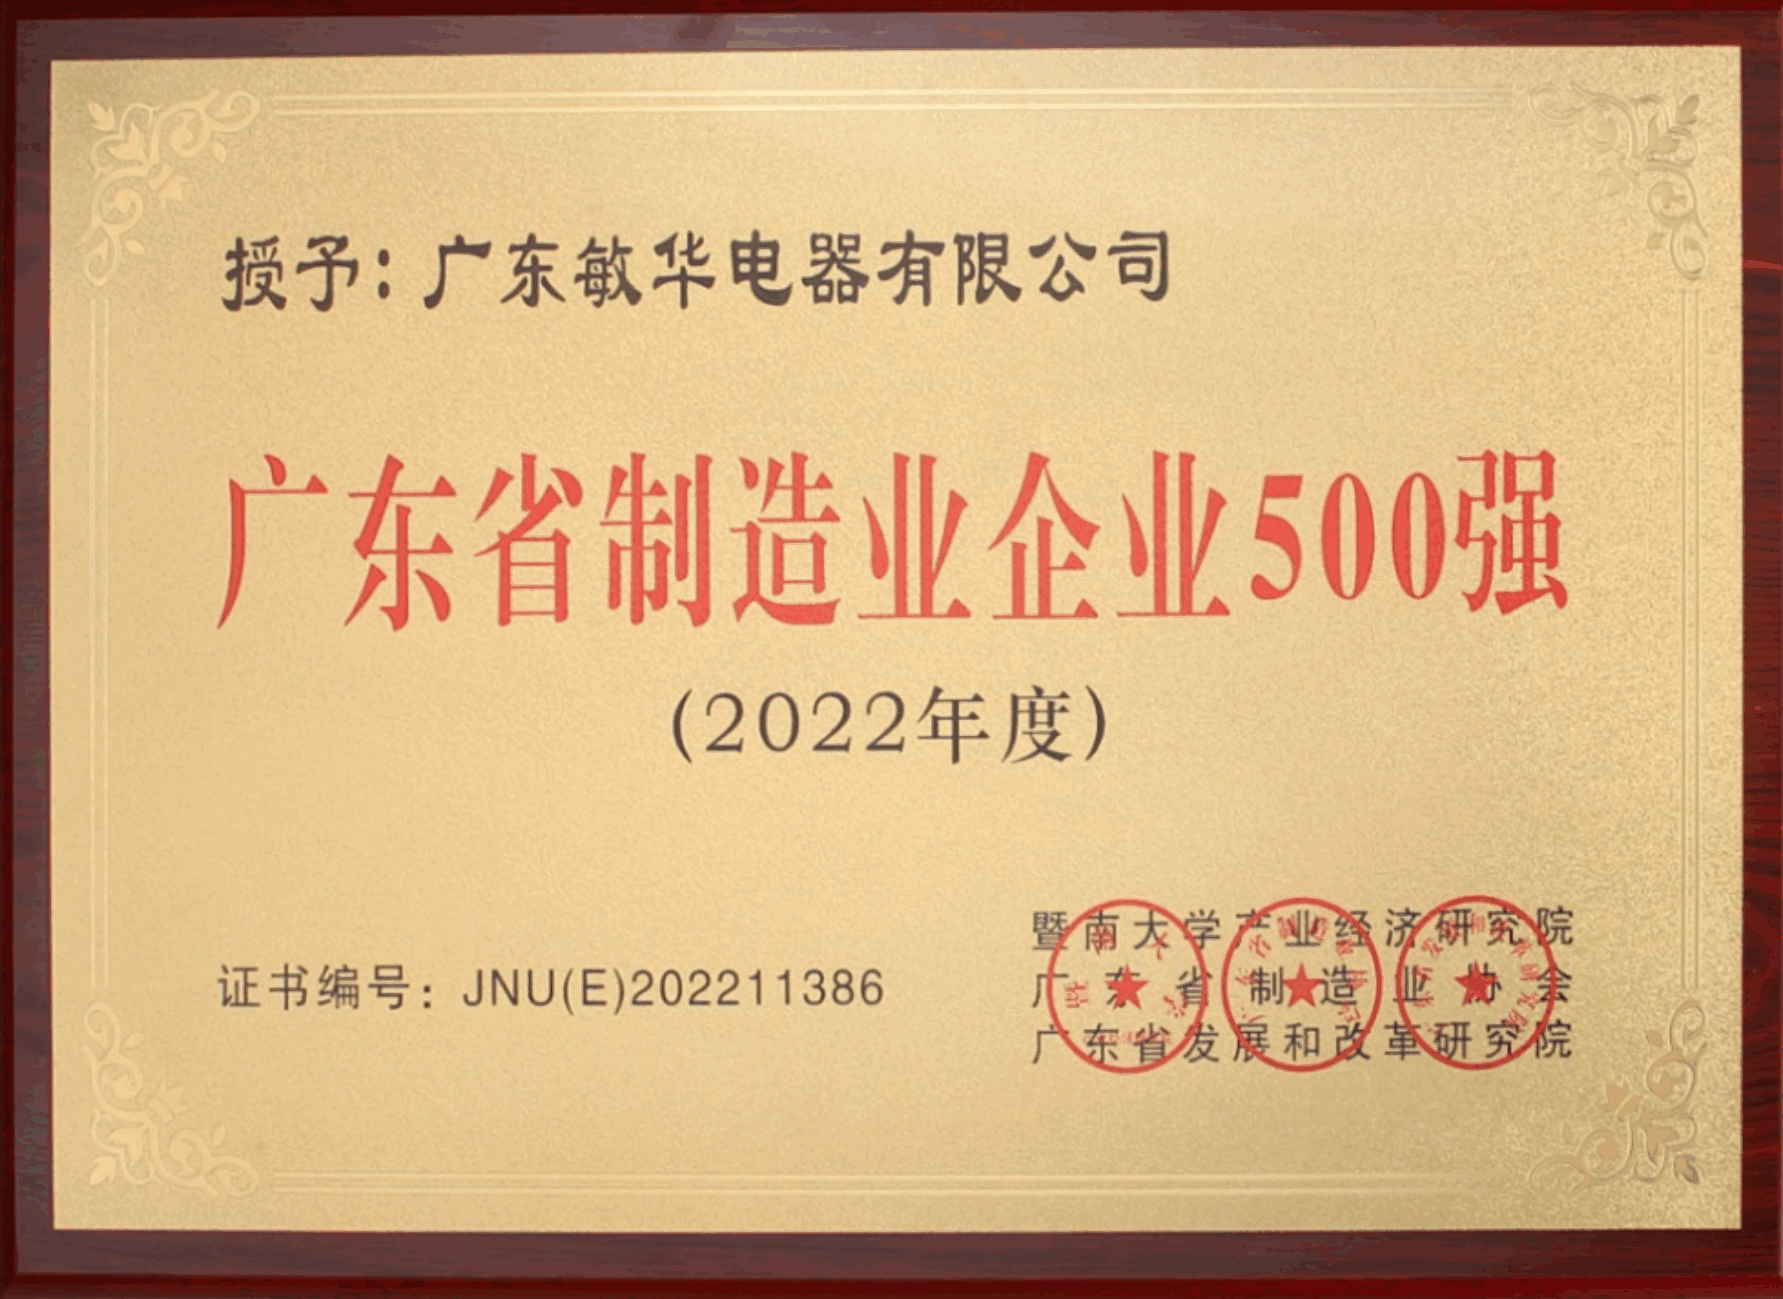 授予：广东敏华电器有限公司
广东省制造业企业500强
(2022年度)
证书编号：JNU(E)202211386
暨南大学产业经济研究院
广东省制造业协会
广东省发展和改革研究院